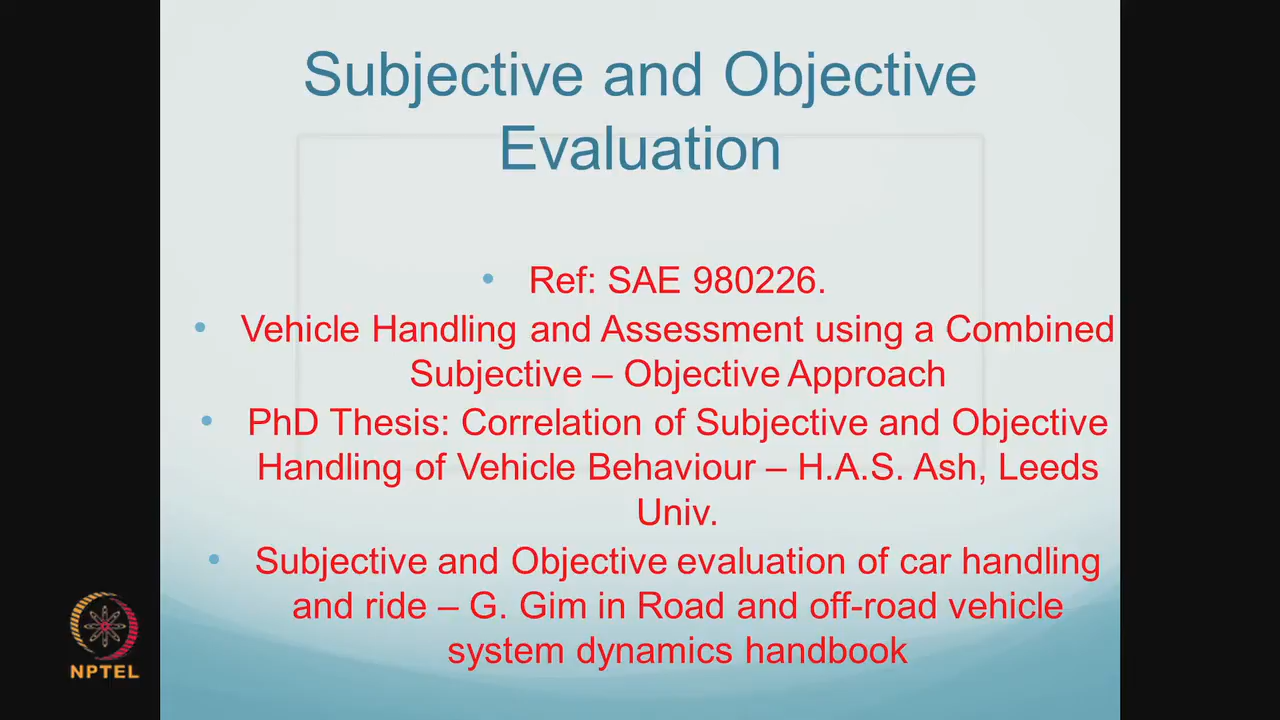 Subjective and Objective
Evaluation
• Ref: SAE 980226.
• Vehicle Handling and Assessment using a Combined
Subjective – Objective Approach
• PhD Thesis: Correlation of Subjective and Objective
Handling of Vehicle Behaviour – H.A.S. Ash, Leeds
Univ.
• Subjective and Objective evaluation of car handling
and ride – G. Gim in Road and off-road vehicle
system dynamics handbook
NPTEL